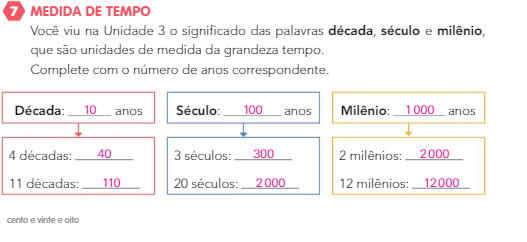 7 MEDIDA DE TEMPO
Você viu na Unidade 3 o significado das palavras década, século e milênio,
que são unidades de medida da grandeza tempo.
Complete com o número de anos correspondente.
Década: 10 anos
4 décadas: 40
11 décadas: 110
Século: 100 anos
3 séculos: 300
20 séculos: 2 000
Milênio: 1 000 anos
2 milênios: 2 000
12 milênios: 12 000
cento e vinte e oito